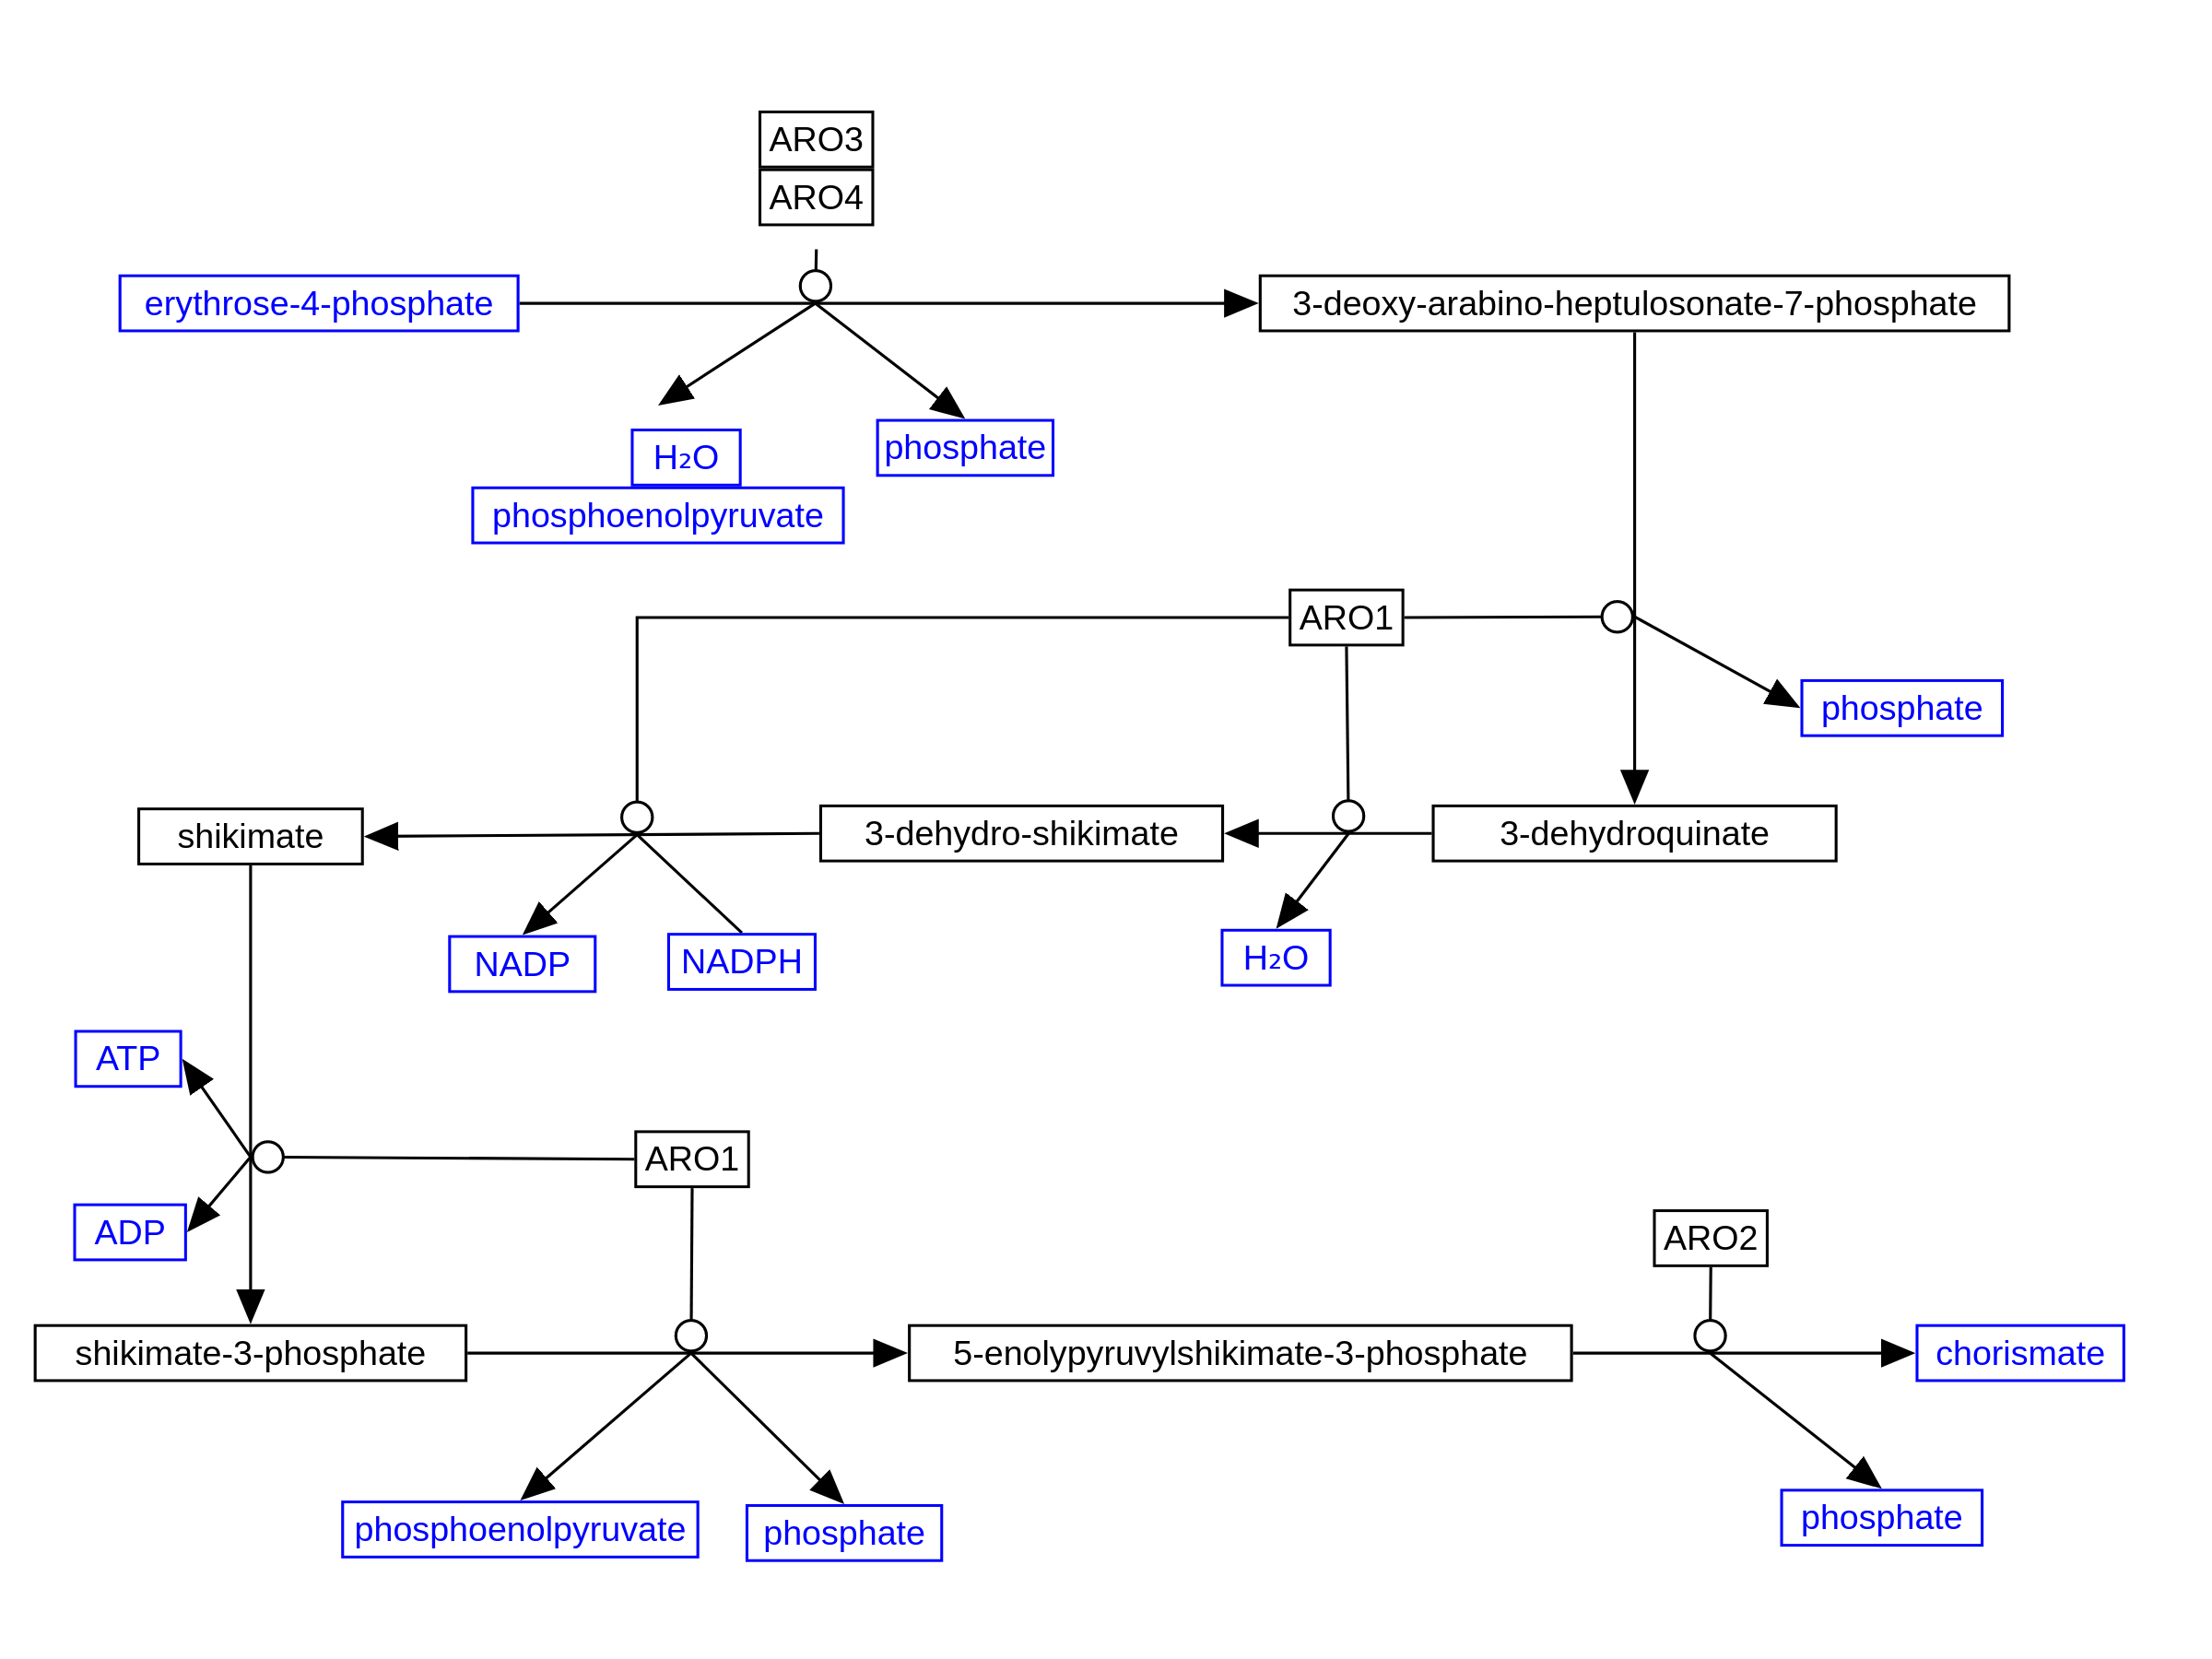 ARO3
ARO4
erythrose-4-phosphate
3-deoxy-arabino-heptulosonate-7-phosphate
H₂O
phosphate
phosphoenolpyruvate
ARO1
phosphate
shikimate
3-dehydro-shikimate
3-dehydroquinate
NADP
NADPH
H₂O
ATP
ARO1
ADP
ARO2
shikimate-3-phosphate
5-enolypyruvylshikimate-3-phosphate
chorismate
phosphoenolpyruvate
phosphate
phosphate